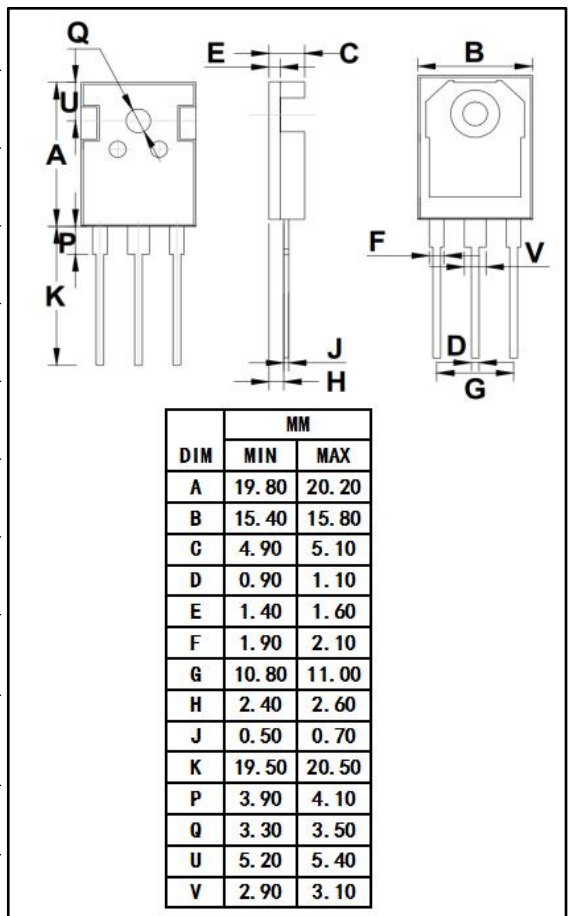 Q
E C B
U
A
P
F V
K
J
D
H
G
MM
DIM MIN MAX
A 19.80 20.20
B 15.40 15.80
C 4.90 5.10
D 0.90 1.10
E 1.40 1.60
F 1.90 2.10
G 10.80 11.00
H 2.40 2.60
J 0.50 0.70
K 19.50 20.50
P 3.90 4.10
Q 3.30 3.50
U 5.20 5.40
V 2.90 3.10